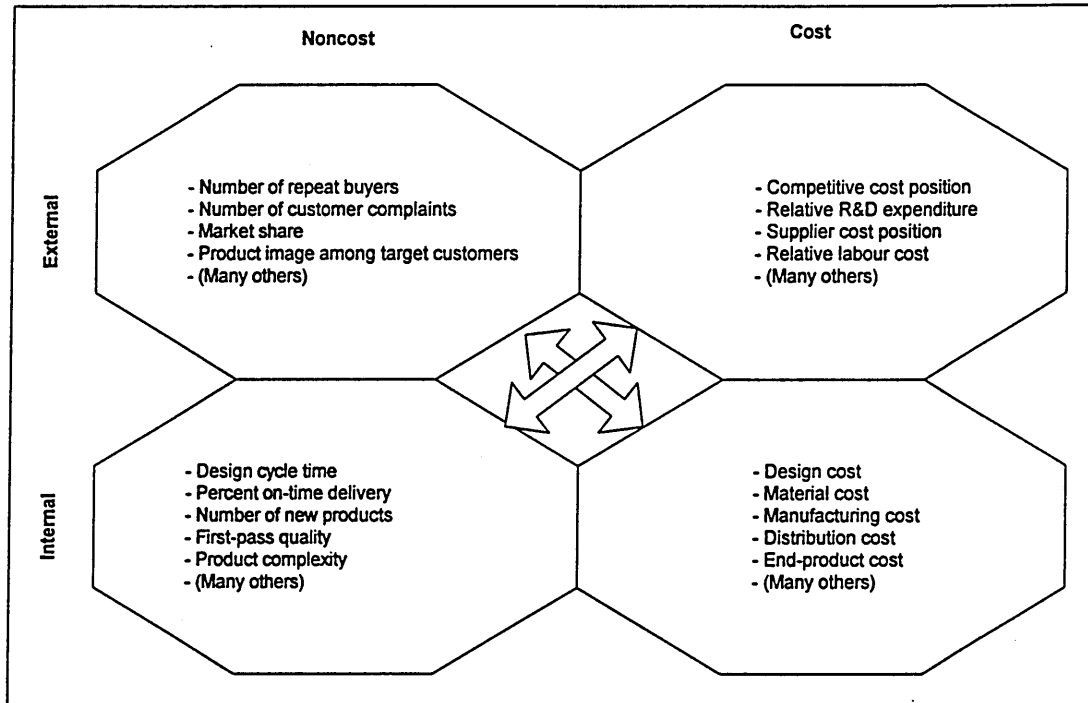 Noncost
Cost
External
- Number of repeat buyers
- Number of customer complaints
- Market share
- Product image among target customers
- (Many others)
- Competitive cost position
- Relative R&D expenditure
- Supplier cost position
- Relative labour cost
- (Many others)
Internal
- Design cycle time
- Percent on-time delivery
- Number of new products
- First-pass quality
- Product complexity
- (Many others)
- Design cost
- Material cost
- Manufacturing cost
- Distribution cost
- End-product cost
- (Many others)